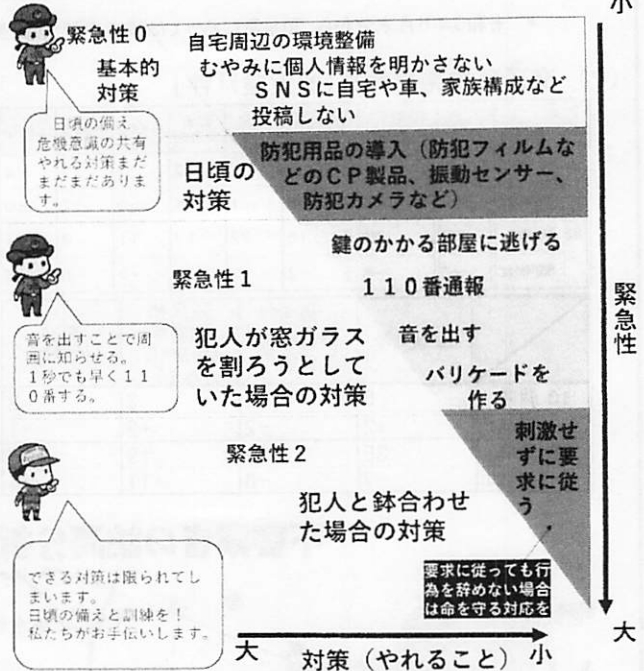 小
緊急性0
基本的
対策
自宅周辺の環境整備
むやみに個人情報を明かさない
SNSに自宅や車、家族構成など
投稿しない
日頃の備え
危機意識の共有
やれる対策まだ
まだまだありま
す。
日頃の
対策
防犯用品の導入（防犯フィルムな
どのCP製品、振動センサー、
防犯カメラなど）
鍵のかかる部屋に逃げる
緊急性1
110番通報
音を出すことで周
囲に知らせる。
1秒でも早く11
0番する。
犯人が窓ガラス
を割ろうとして
いた場合の対策
音を出す
バリケードを
作る
緊急性
緊急性2
刺激せ
ずに要
求に従
う
犯人と鉢合わせ
た場合の対策
できる対策は限られてし
まいます。
日頃の備えと訓練を！
私たちがお手伝いします。
要求に従っても行
為を辞めない場合
は命を守る対応を
大
大
対策（やれること）
小